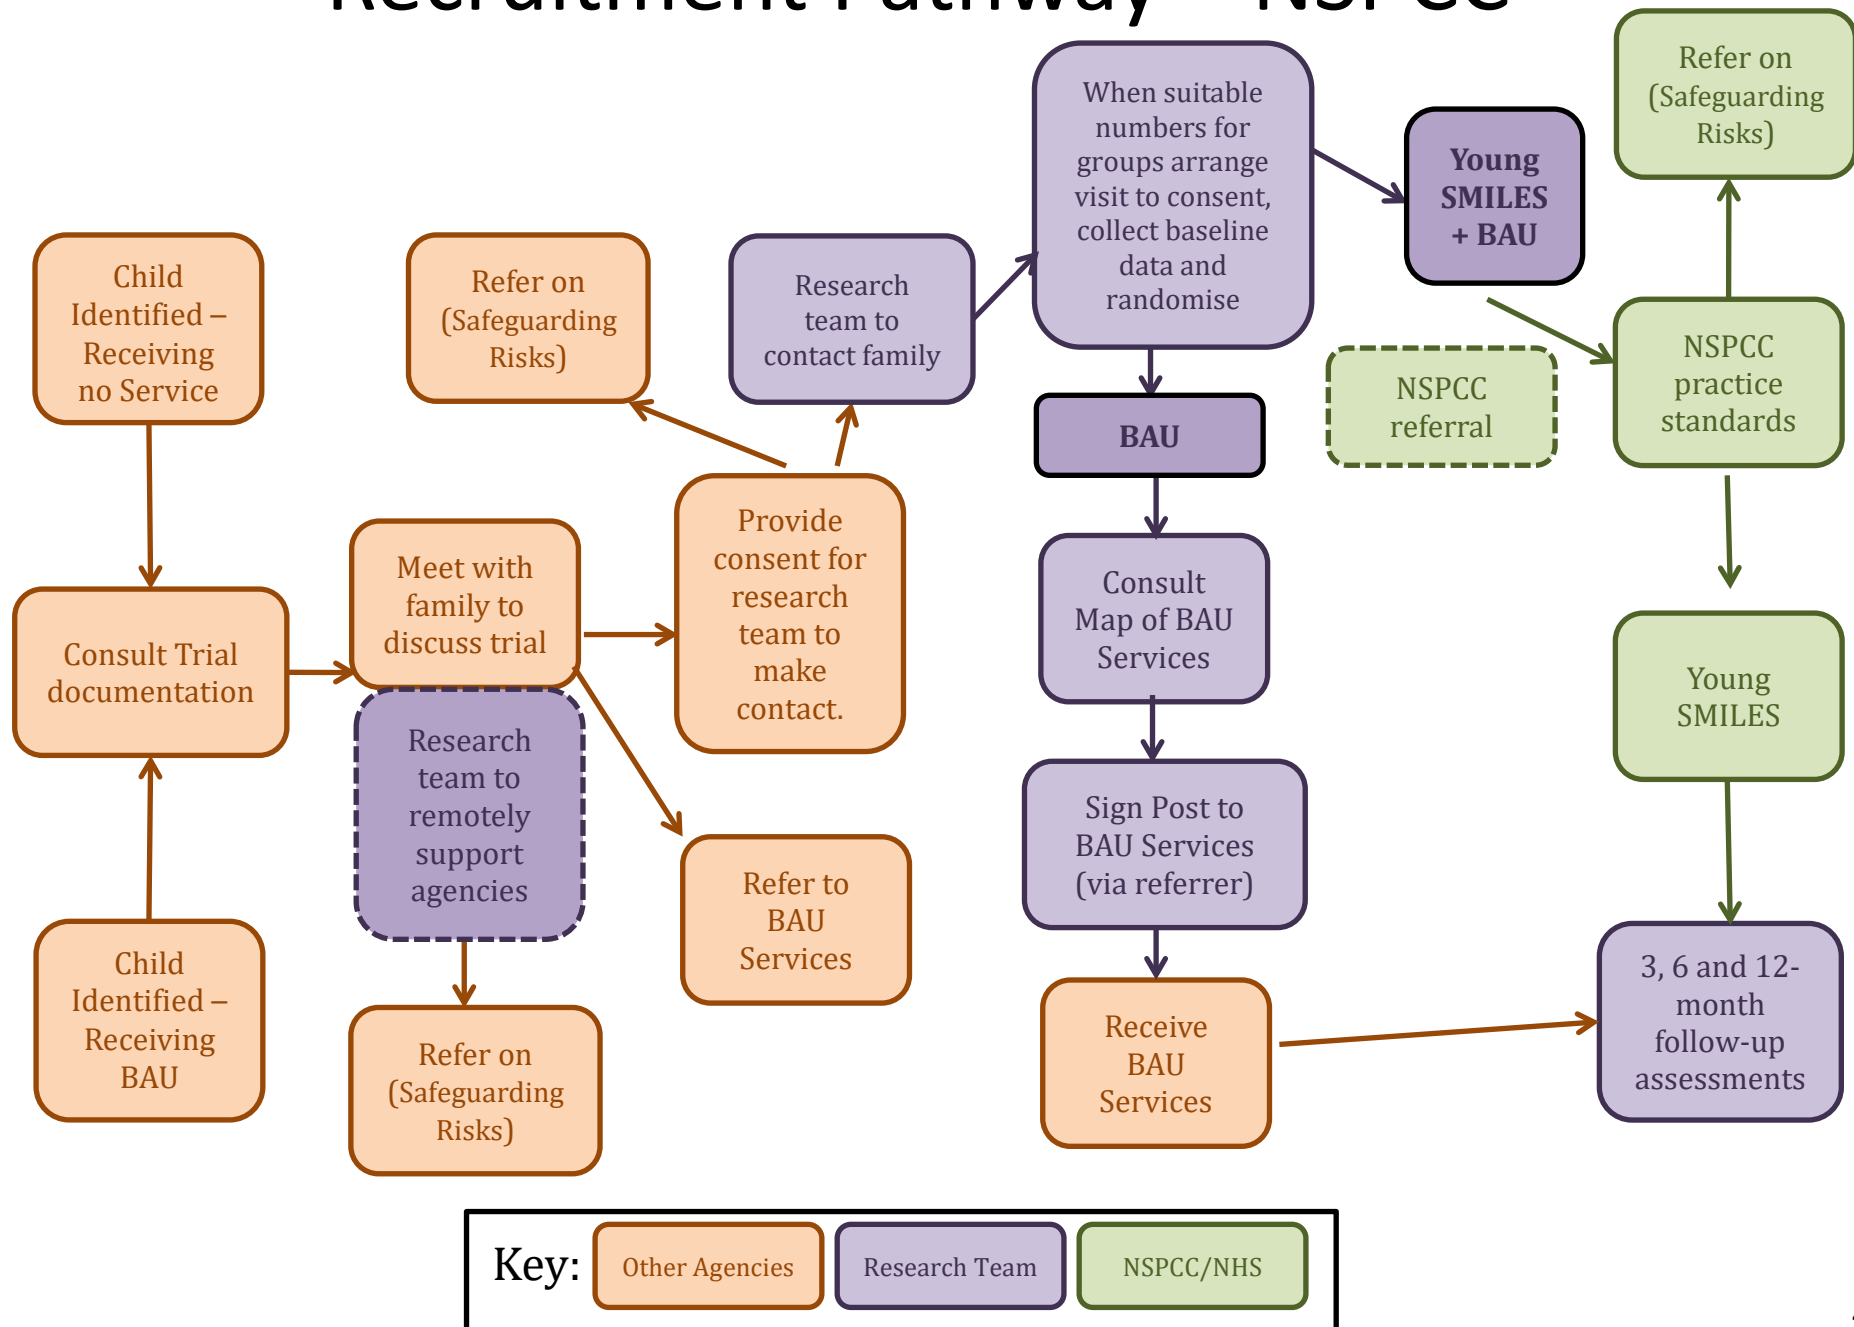 Recruitment Pathway – NSPCC
Child
Identified –
Receiving
no Service
Consult Trial
documentation
Child
Identified –
Receiving
BAU
Meet with
family to
discuss trial
Research
team to
remotely
support
agencies
Refer on
(Safeguarding
Risks)
Refer on
(Safeguarding
Risks)
Provide
consent for
research
team to
make
contact.
Refer to
BAU
Services
Research
team to
contact family
When suitable
numbers for
groups arrange
visit to consent,
collect baseline
data and
randomise
BAU
Consult
Map of BAU
Services
Sign Post to
BAU Services
(via referrer)
Receive
BAU
Services
Young
SMILES
+ BAU
NSPCC
referral
Refer on
(Safeguarding
Risks)
NSPCC
practice
standards
Young
SMILES
3, 6 and 12-
month
follow-up
assessments
Key:
Other Agencies
Research Team
NSPCC/NHS